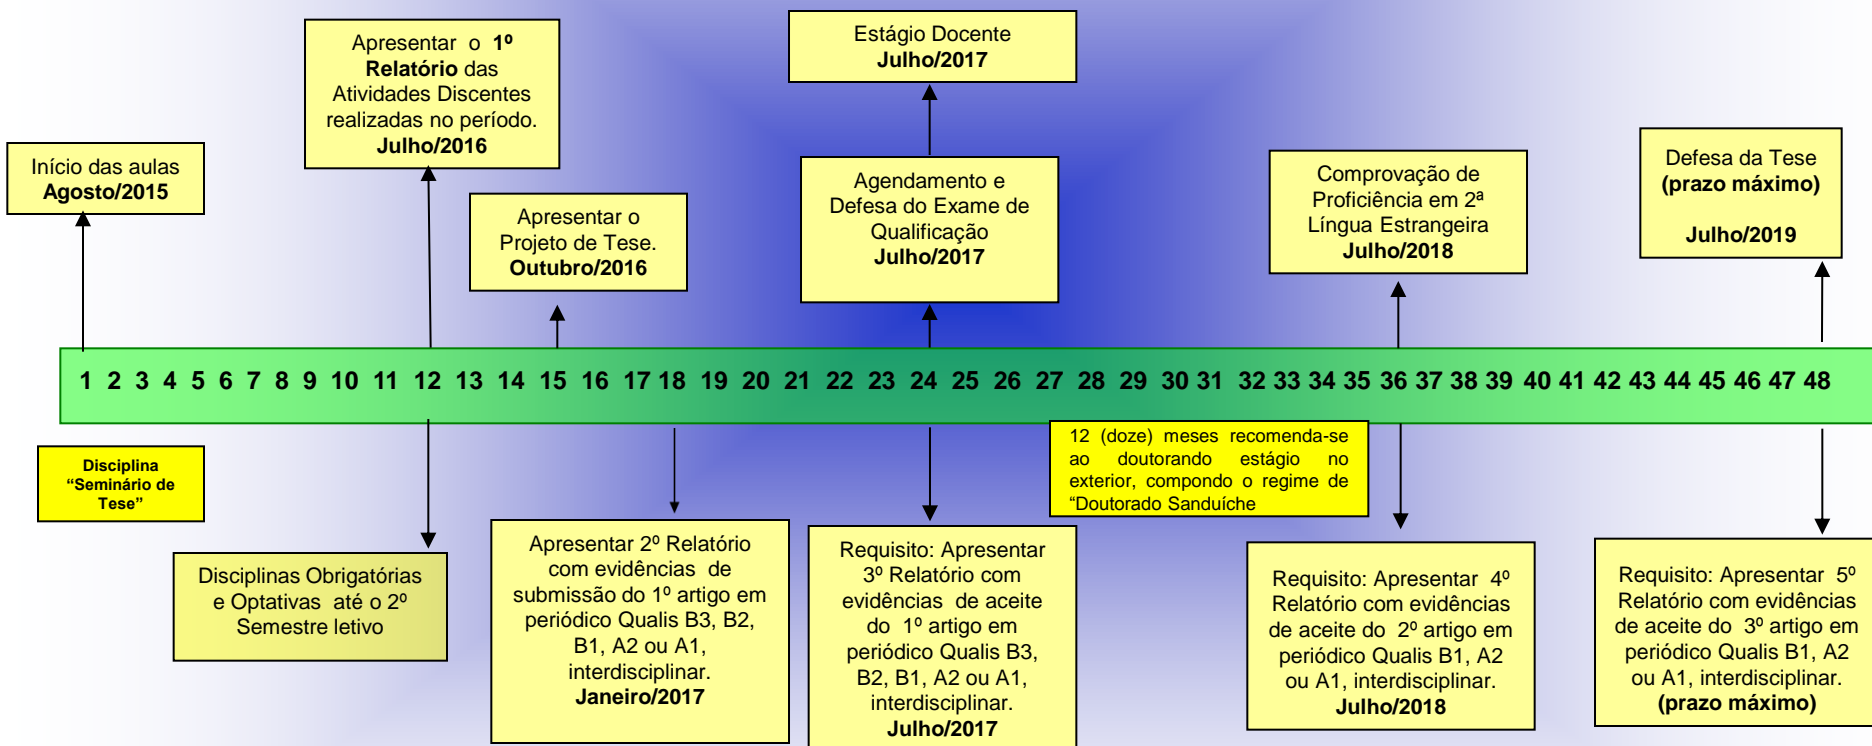 Início das aulas
Agosto/2015
Apresentar o 1º
Relatório das
Atividades Discentes
realizadas no período.
Julho/2016
Apresentar o
Projeto de Tese.
Outubro/2016
Estágio Docente
Julho/2017
Agendamento e
Defesa do Exame de
Qualificação
Julho/2017
Comprovação de
Proficiência em 2ª
Língua Estrangeira
Julho/2018
Defesa da Tese
(prazo máximo)
Julho/2019
1 2 3 4 5 6 7 8 9 10 11 12 13 14 15 16 17 18 19 20 21 22 23 24 25 26 27 28 29 30 31 32 33 34 35 36 37 38 39 40 41 42 43 44 45 46 47 48
Disciplina
“Seminário de
Tese”
Disciplinas Obrigatórias
e Optativas até o 2º
Semestre letivo
Apresentar 2º Relatório
com evidências de
submissão do 1º artigo em
periódico Qualis B3, B2,
B1, A2 ou A1,
interdisciplinar.
Janeiro/2017
Requisito: Apresentar
3º Relatório com
evidências de aceite
do 1º artigo em
periódico Qualis B3,
B2, B1, A2 ou A1,
interdisciplinar.
Julho/2017
12 (doze) meses recomenda-se
ao doutorando estágio no
exterior, compondo o regime de
“Doutorado Sanduíche
Requisito: Apresentar 4º
Relatório com evidências
de aceite do 2º artigo em
periódico Qualis B1, A2
ou A1, interdisciplinar.
Julho/2018
Requisito: Apresentar 5º
Relatório com evidências
de aceite do 3º artigo em
periódico Qualis B1, A2
ou A1, interdisciplinar.
(prazo máximo)